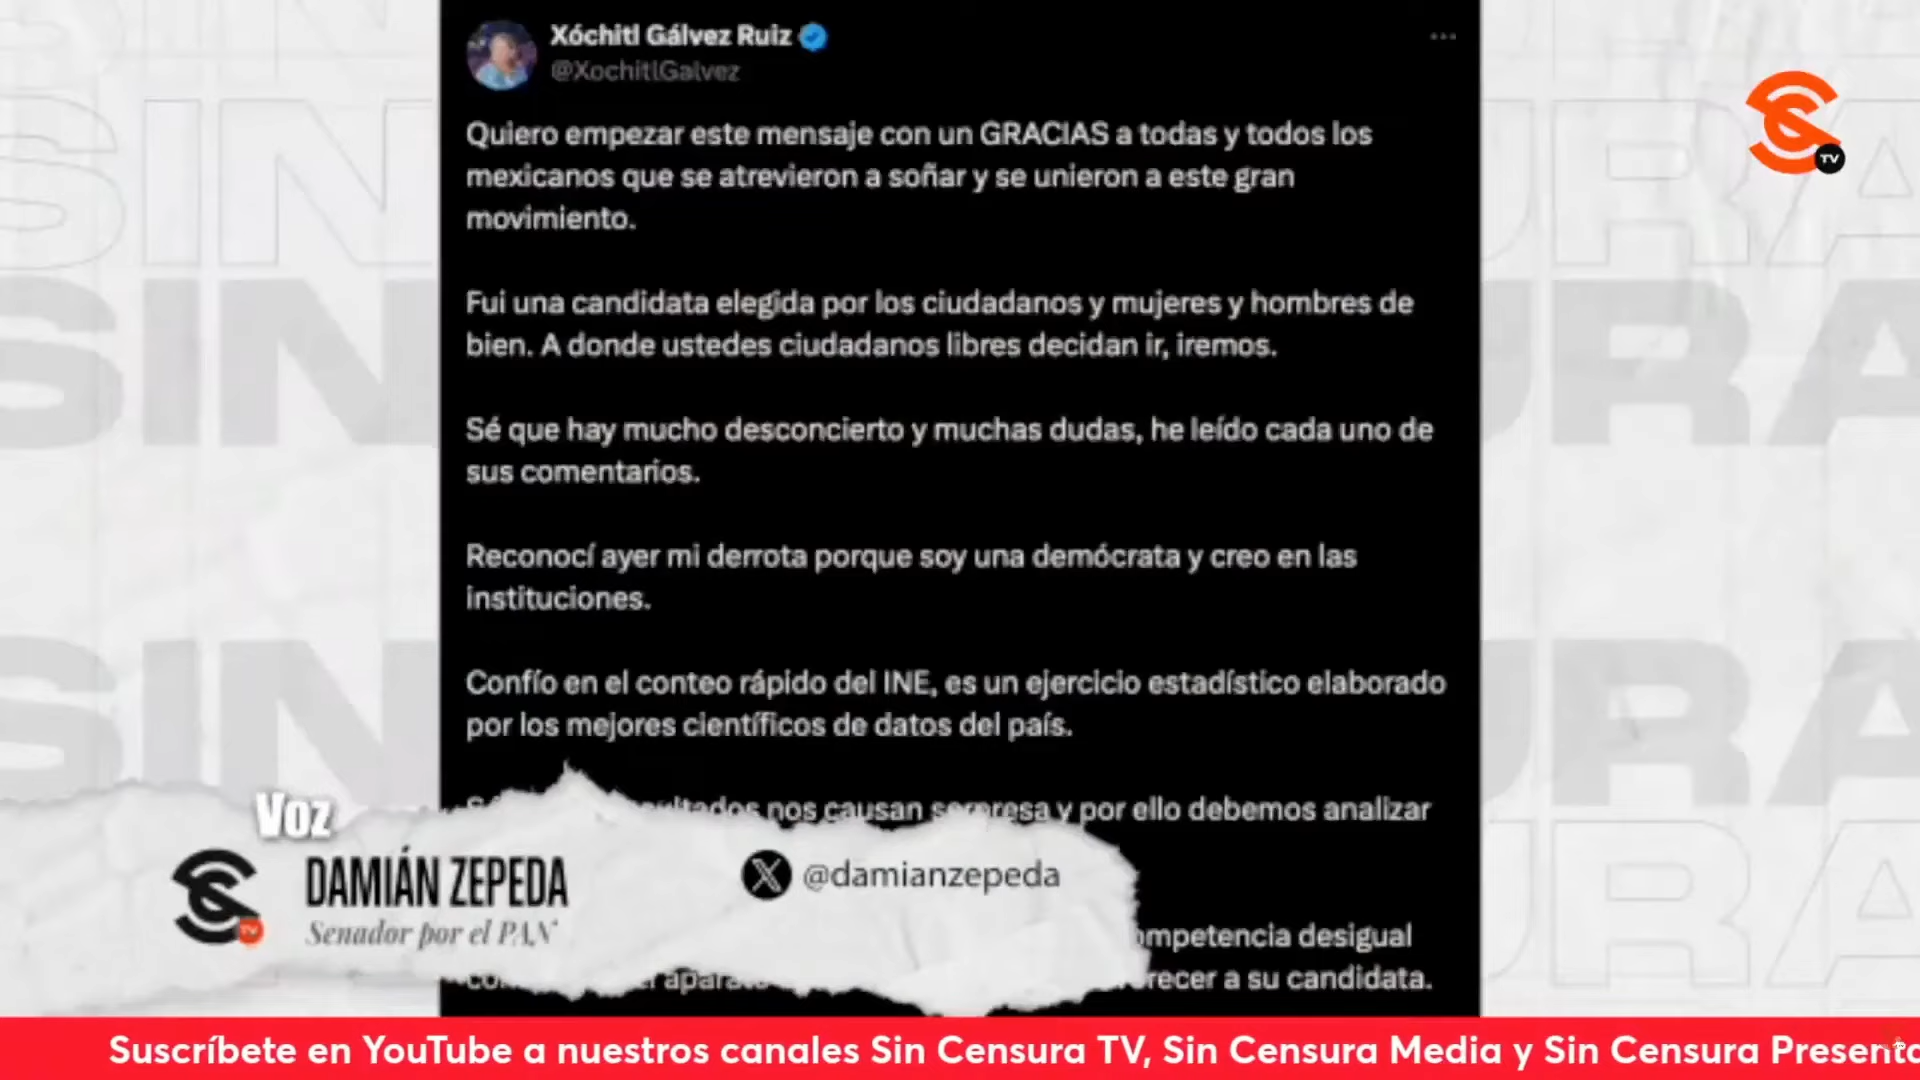 Xóchitl Gálvez Ruiz
@XochitlGalvez
Quiero empezar este mensaje con un GRACIAS a todas y todos los
mexicanos que se atrevieron a soñar y se unieron a este gran
movimiento.
Fui una candidata elegida por los ciudadanos y mujeres y hombres de
bien. A donde ustedes ciudadanos libres decidan ir, iremos.
Sé que hay mucho desconcierto y muchas dudas, he leído cada uno de
sus comentarios.
Reconocí ayer mi derrota porque soy una demócrata y creo en las
instituciones.
Confío en el conteo rápido del INE, es un ejercicio estadístico elaborado
por los mejores científicos de datos del país.
nos causan sorpresa y por ello debemos analizar
desigual
a su candidata.
Voz
DAMIÁN ZEPEDA
Senador por el PAN
@damianzepeda
TV
TV
SIN
SIN
SIN
SIN
Suscríbete en YouTube a nuestros canales Sin Censura TV, Sin Censura Media y Sin Censura